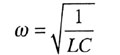 ω = √(1/LC)